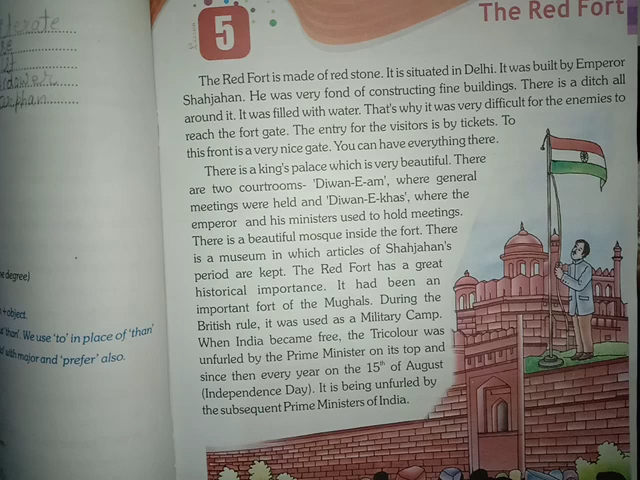 The Red Fort
Lesson
5
The Red Fort is made of red stone. It is situated in Delhi. It was built by Emperor
Shahjahan. He was very fond of constructing fine buildings. There is a ditch all
around it. It was filled with water. That's why it was very difficult for the enemies to
reach the fort gate. The entry for the visitors is by tickets. To
this front is a very nice gate. You can have everything there.
There is a king's palace which is very beautiful. There
are two courtrooms- 'Diwan-E-am', where general
meetings were held and 'Diwan-E-khas', where the
emperor and his ministers used to hold meetings.
There is a beautiful mosque inside the fort. There
is a museum in which articles of Shahjahan's
period are kept. The Red Fort has a great
historical importance. It had been an
important fort of the Mughals. During the
British rule, it was used as a Military Camp.
When India became free, the Tricolour was
unfurled by the Prime Minister on its top and
since then every year on the 15th of August
(Independence Day). It is being unfurled by
the subsequent Prime Ministers of India.
degree)
+object.
'than'. We use 'to' in place of 'than'
with major and 'prefer' also.